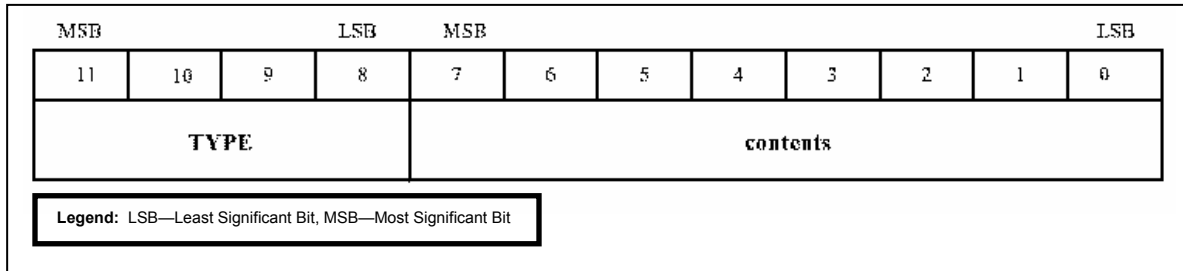 MSB LSB MSB LSB
11 10 9 8 7 6 5 4 3 2 1 0
TYPE contents
Legend: LSB—Least Significant Bit, MSB—Most Significant Bit